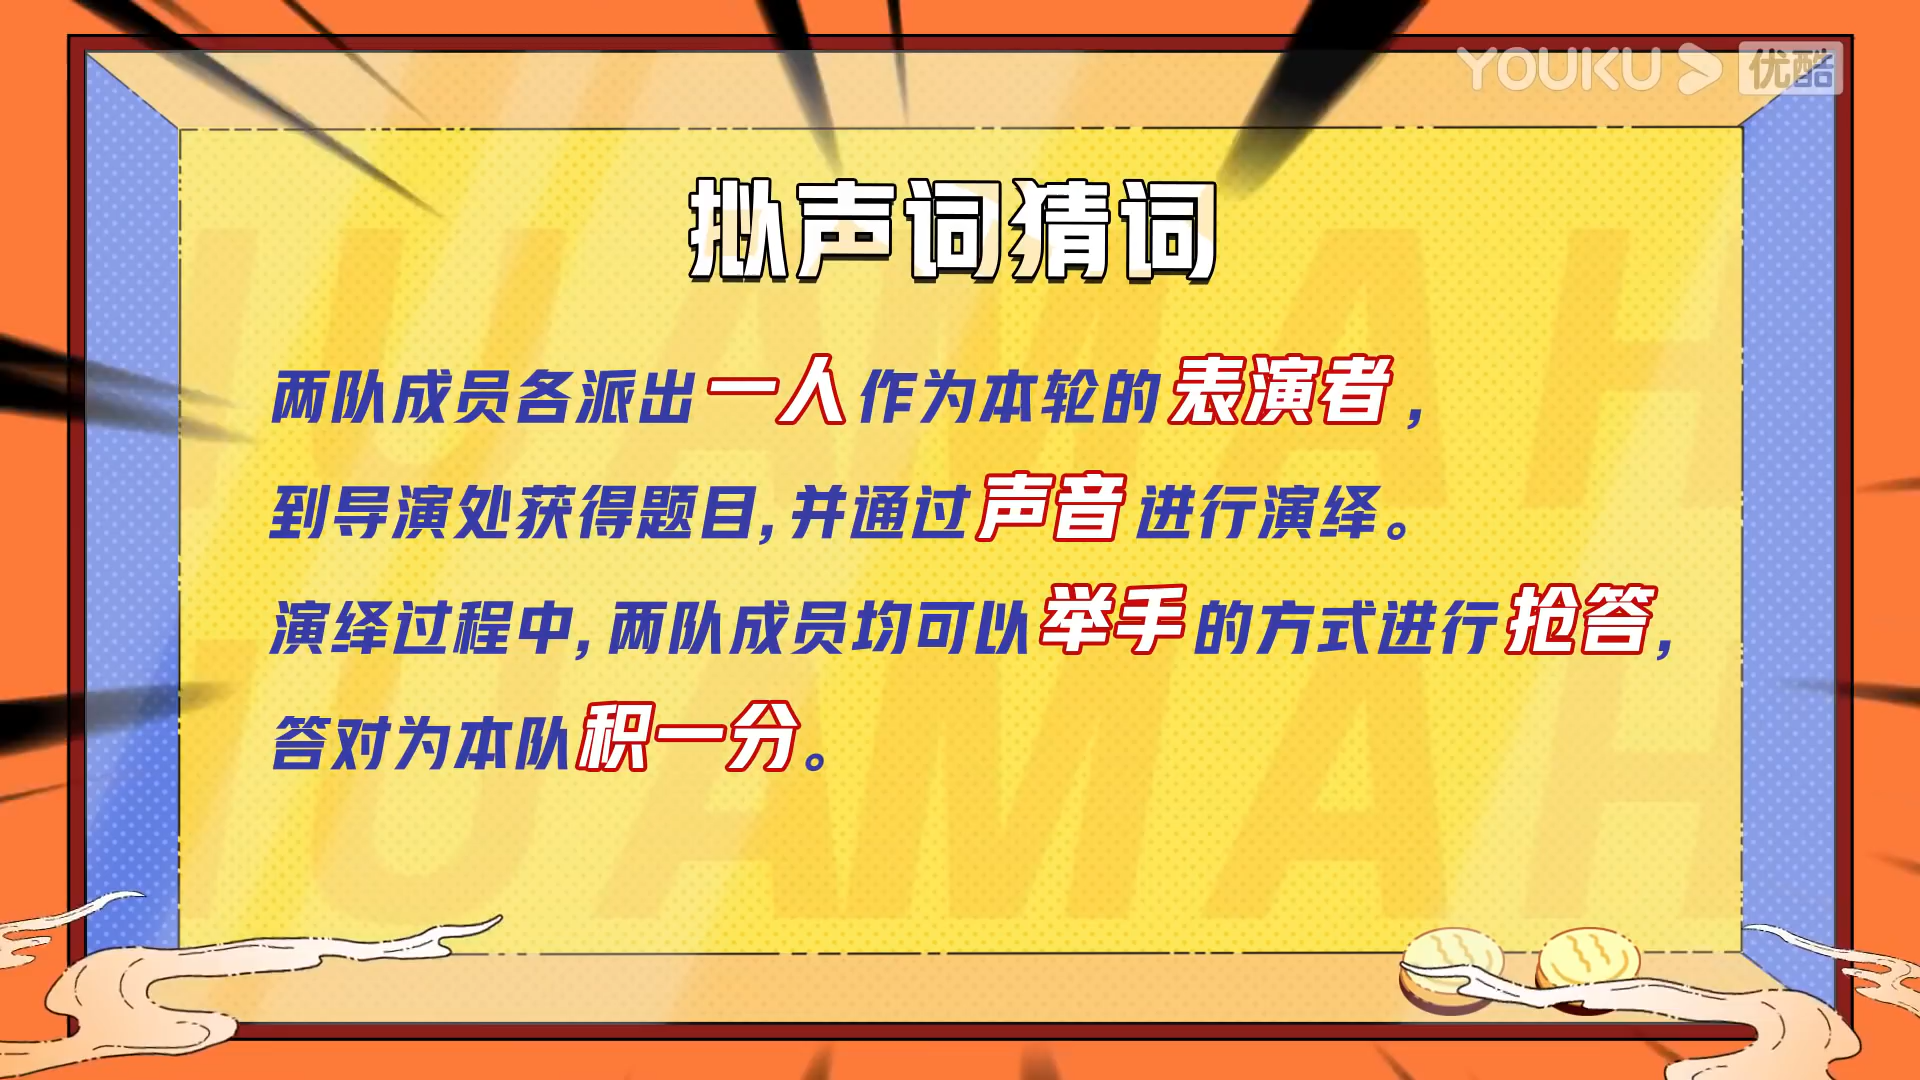 YOUKU 优酷
拟声词猜词
两队成员各派出一人作为本轮的表演者，
到导演处获得题目,并通过声音进行演绎。
演绎过程中,两队成员均可以举手的方式进行抢答,
答对为本队积一分。